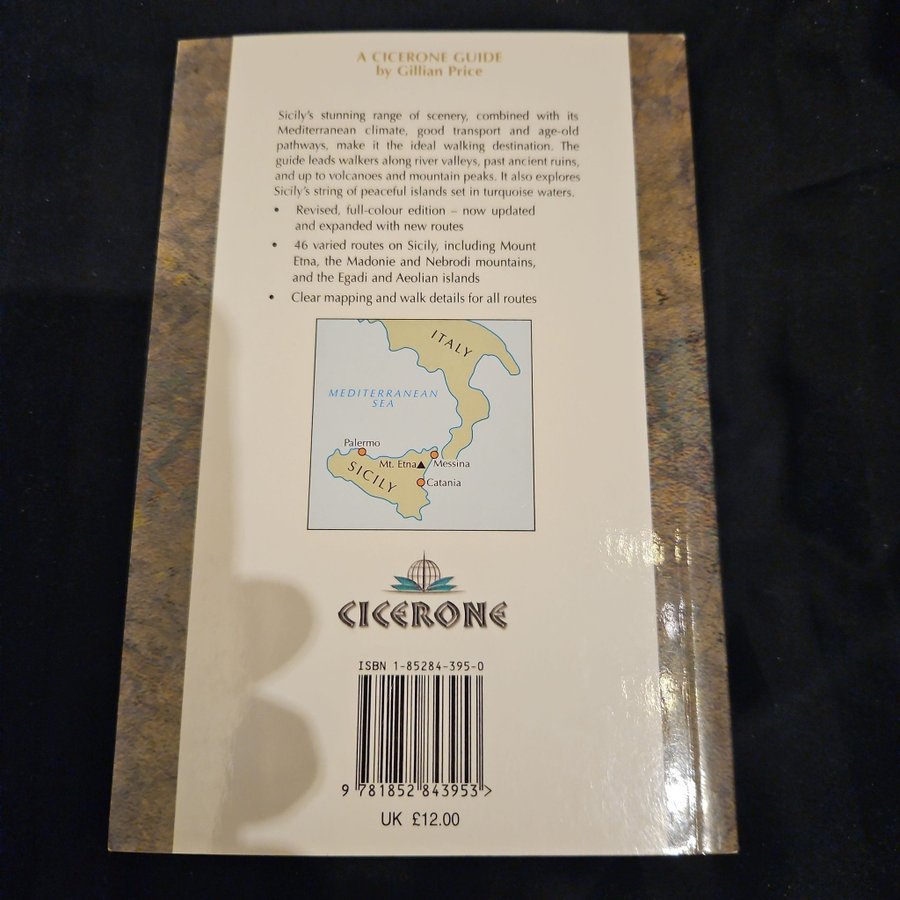 A CICERONE GUIDE
by Gillian Price
Sicily's stunning range of scenery, combined with its
Mediterranean climate, good transport and age-old
pathways, make it the ideal walking destination. The
guide leads walkers along river valleys, past ancient ruins,
and up to volcanoes and mountain peaks. It also explores
Sicily's string of peaceful islands set in turquoise waters.
• Revised, full-colour edition – now updated
and expanded with new routes
• 46 varied routes on Sicily, including Mount
Etna, the Madonie and Nebrodi mountains,
and the Egadi and Aeolian islands
• Clear mapping and walk details for all routes
ITALY
MEDITERRANEAN
SEA
Palermo
Mt. Etna
Messina
SICILY
Catania
CICERONE
ISBN 1-85284-395-0
9 781852 843953 >
UK £12.00